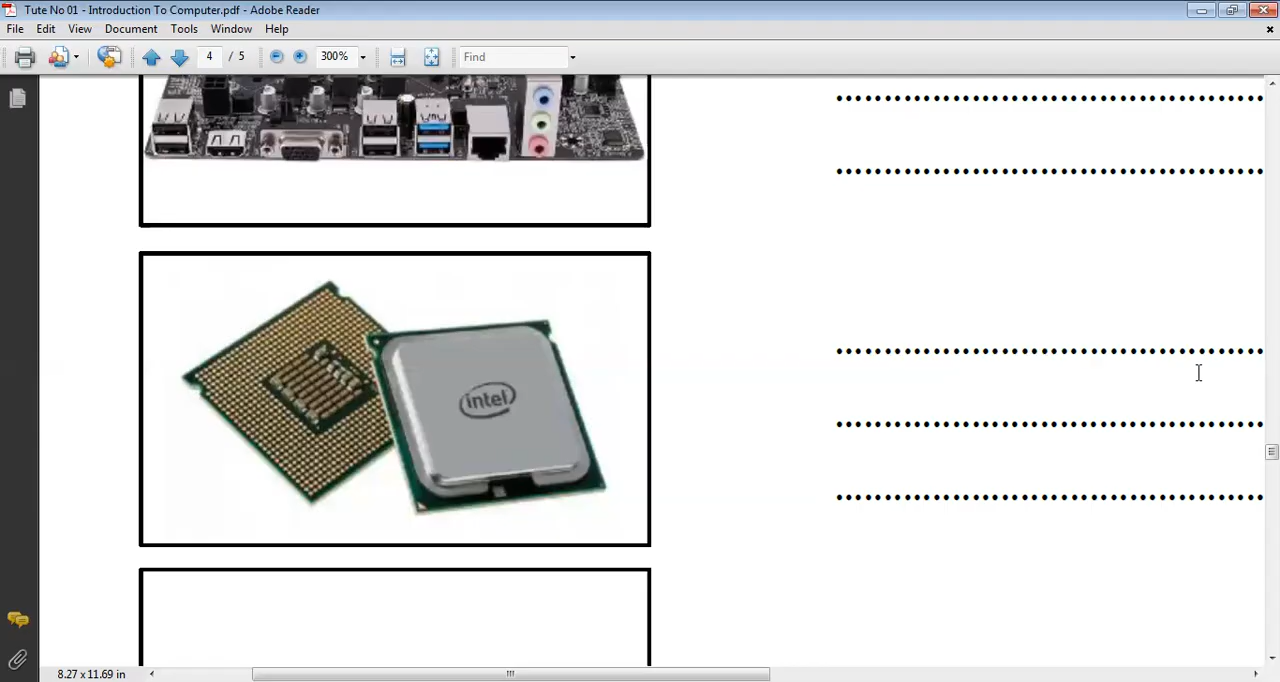 Tute No 01 - Introduction To Computer.pdf - Adobe Reader
File Edit View Document Tools Window Help
4 / 5 300% Find
intel
8.27 x 11.69 in